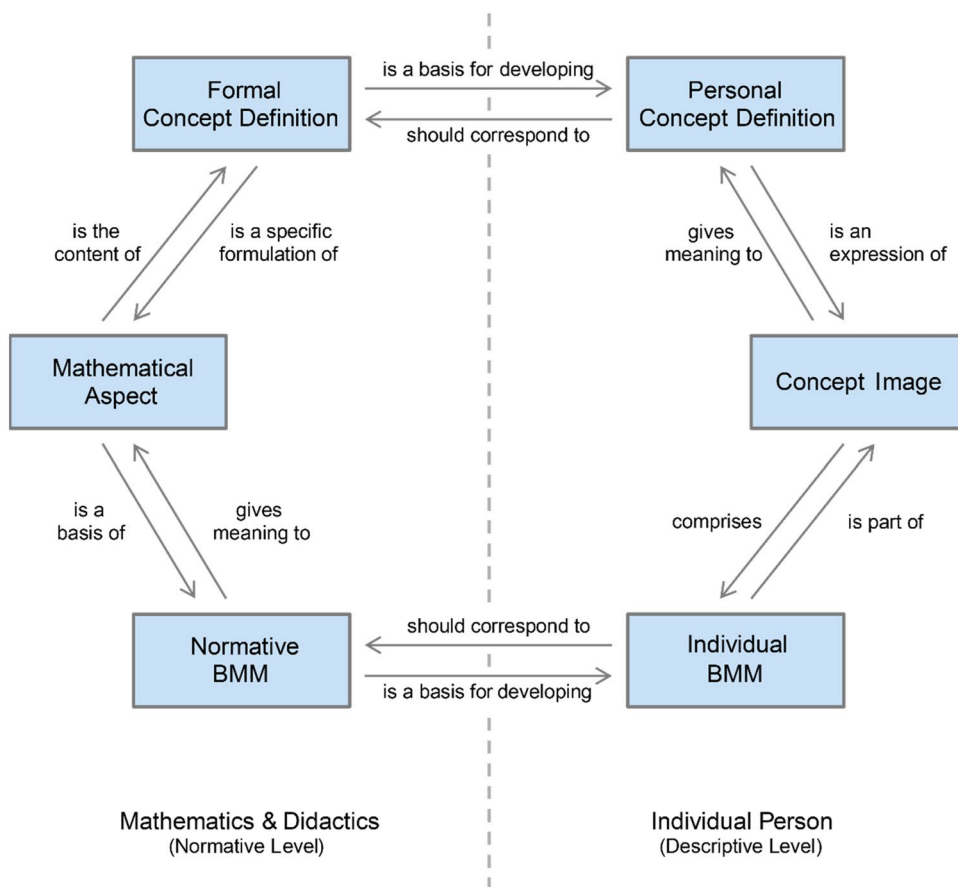 Formal
Concept Definition
is a basis for developing
should correspond to
Personal
Concept Definition
is the
content of
is a specific
formulation of
gives
meaning to
is an
expression of
Mathematical
Aspect
Concept Image
is a
basis of
gives
meaning to
comprises
is part of
Normative
BMM
should correspond to
is a basis for developing
Individual
BMM
Mathematics & Didactics
(Normative Level)
Individual Person
(Descriptive Level)